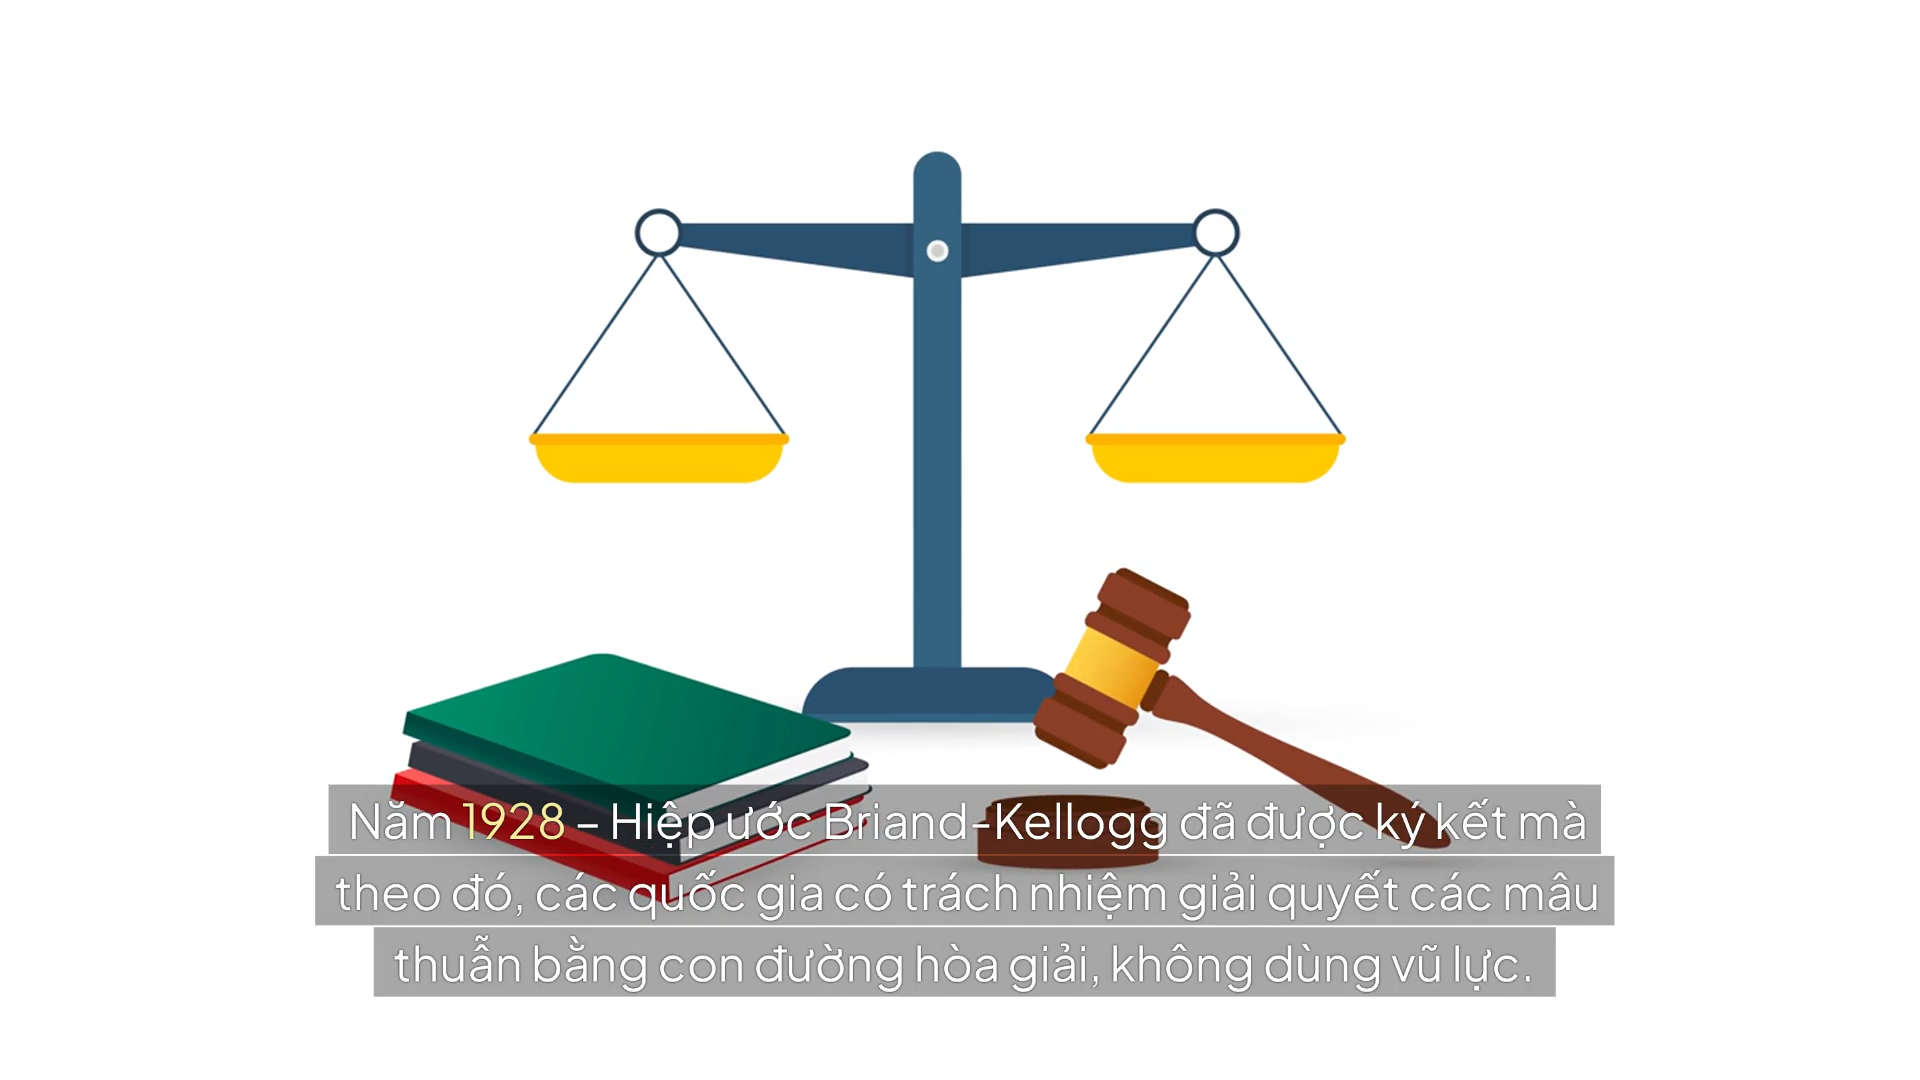 Năm 1928 – Hiệp ước Briand-Kellogg đã được ký kết mà
theo đó, các quốc gia có trách nhiệm giải quyết các mâu
thuẫn bằng con đường hòa giải, không dùng vũ lực.